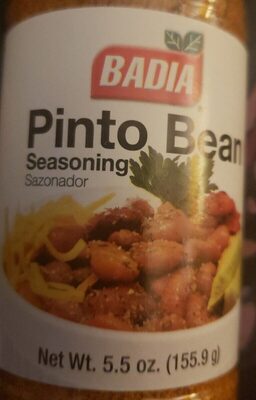 BADIA
Pinto Bean
Seasoning
Sazonador
Net Wt. 5.5 oz. (155.9 g)